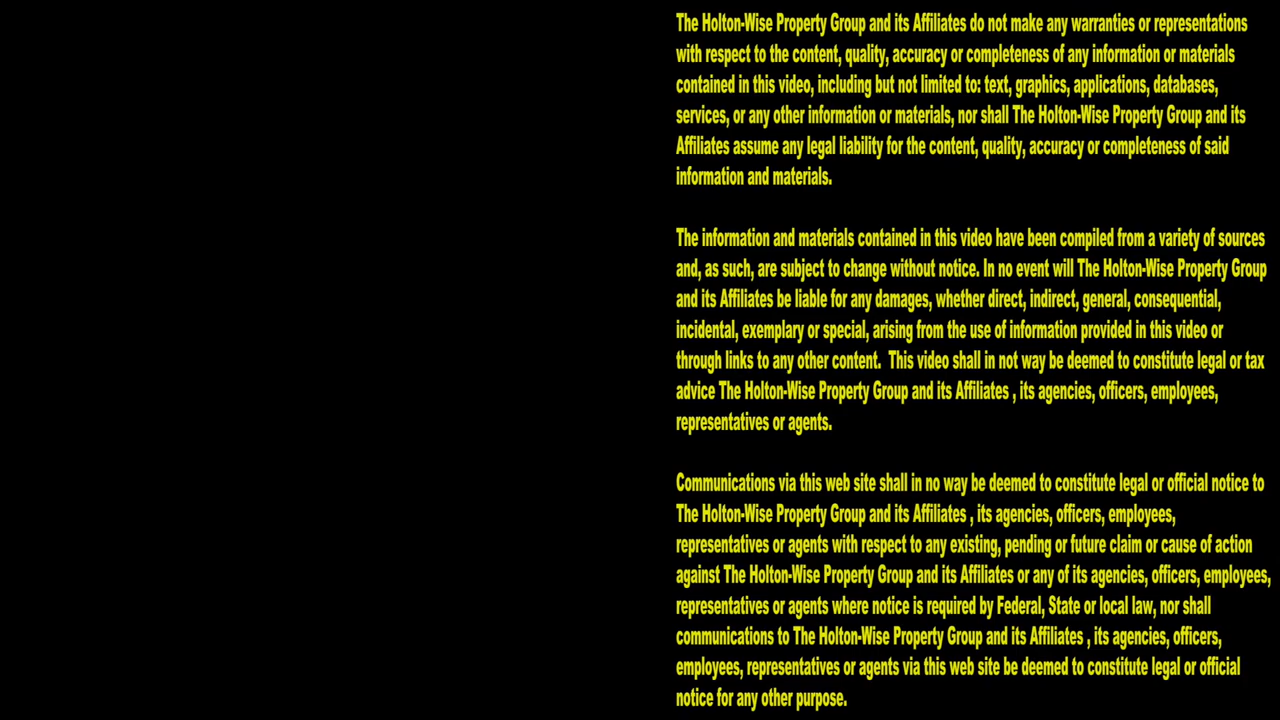 The Holton-Wise Property Group and its Affiliates do not make any warranties or representations
with respect to the content, quality, accuracy or completeness of any information or materials
contained in this video, including but not limited to: text, graphics, applications, databases,
services, or any other information or materials, nor shall The Holton-Wise Property Group and its
Affiliates assume any legal liability for the content, quality, accuracy or completeness of said
information and materials.
The information and materials contained in this video have been compiled from a variety of sources
and, as such, are subject to change without notice. In no event will The Holton-Wise Property Group
and its Affiliates be liable for any damages, whether direct, indirect, general, consequential,
incidental, exemplary or special, arising from the use of information provided in this video or
through links to any other content.  This video shall in not way be deemed to constitute legal or tax
advice The Holton-Wise Property Group and its Affiliates , its agencies, officers, employees,
representatives or agents.
Communications via this web site shall in no way be deemed to constitute legal or official notice to
The Holton-Wise Property Group and its Affiliates , its agencies, officers, employees,
representatives or agents with respect to any existing, pending or future claim or cause of action
against The Holton-Wise Property Group and its Affiliates or any of its agencies, officers, employees,
representatives or agents where notice is required by Federal, State or local law, nor shall
communications to The Holton-Wise Property Group and its Affiliates , its agencies, officers,
employees, representatives or agents via this web site be deemed to constitute legal or official
notice for any other purpose.